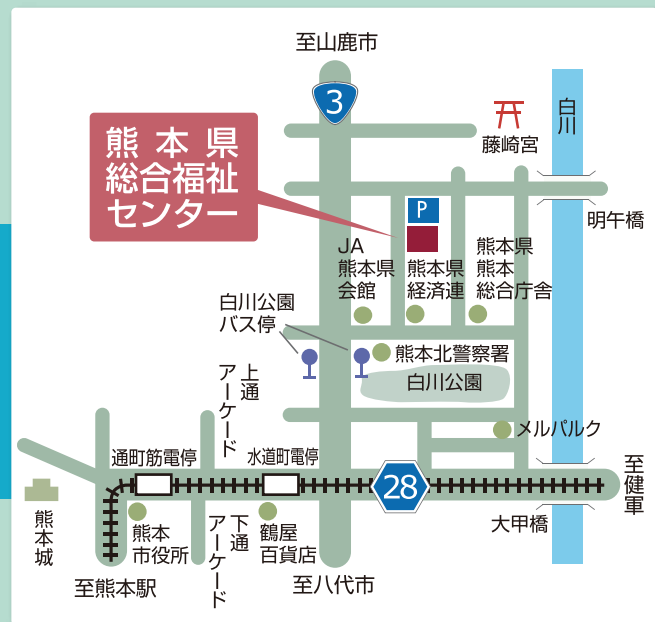 至山鹿市
3
藤崎宮
白川
熊本県
総合福祉
センター
P
明午橋
JA
熊本県
会館
熊本県
経済連
熊本県
熊本
総合庁舎
白川公園
バス停
熊本北警察署
白川公園
上通
アーケード
メルパルク
通町筋電停
水道町電停
28
至健軍
熊本城
熊本
市役所
下通
アーケード
鶴屋
百貨店
大甲橋
至熊本駅
至八代市